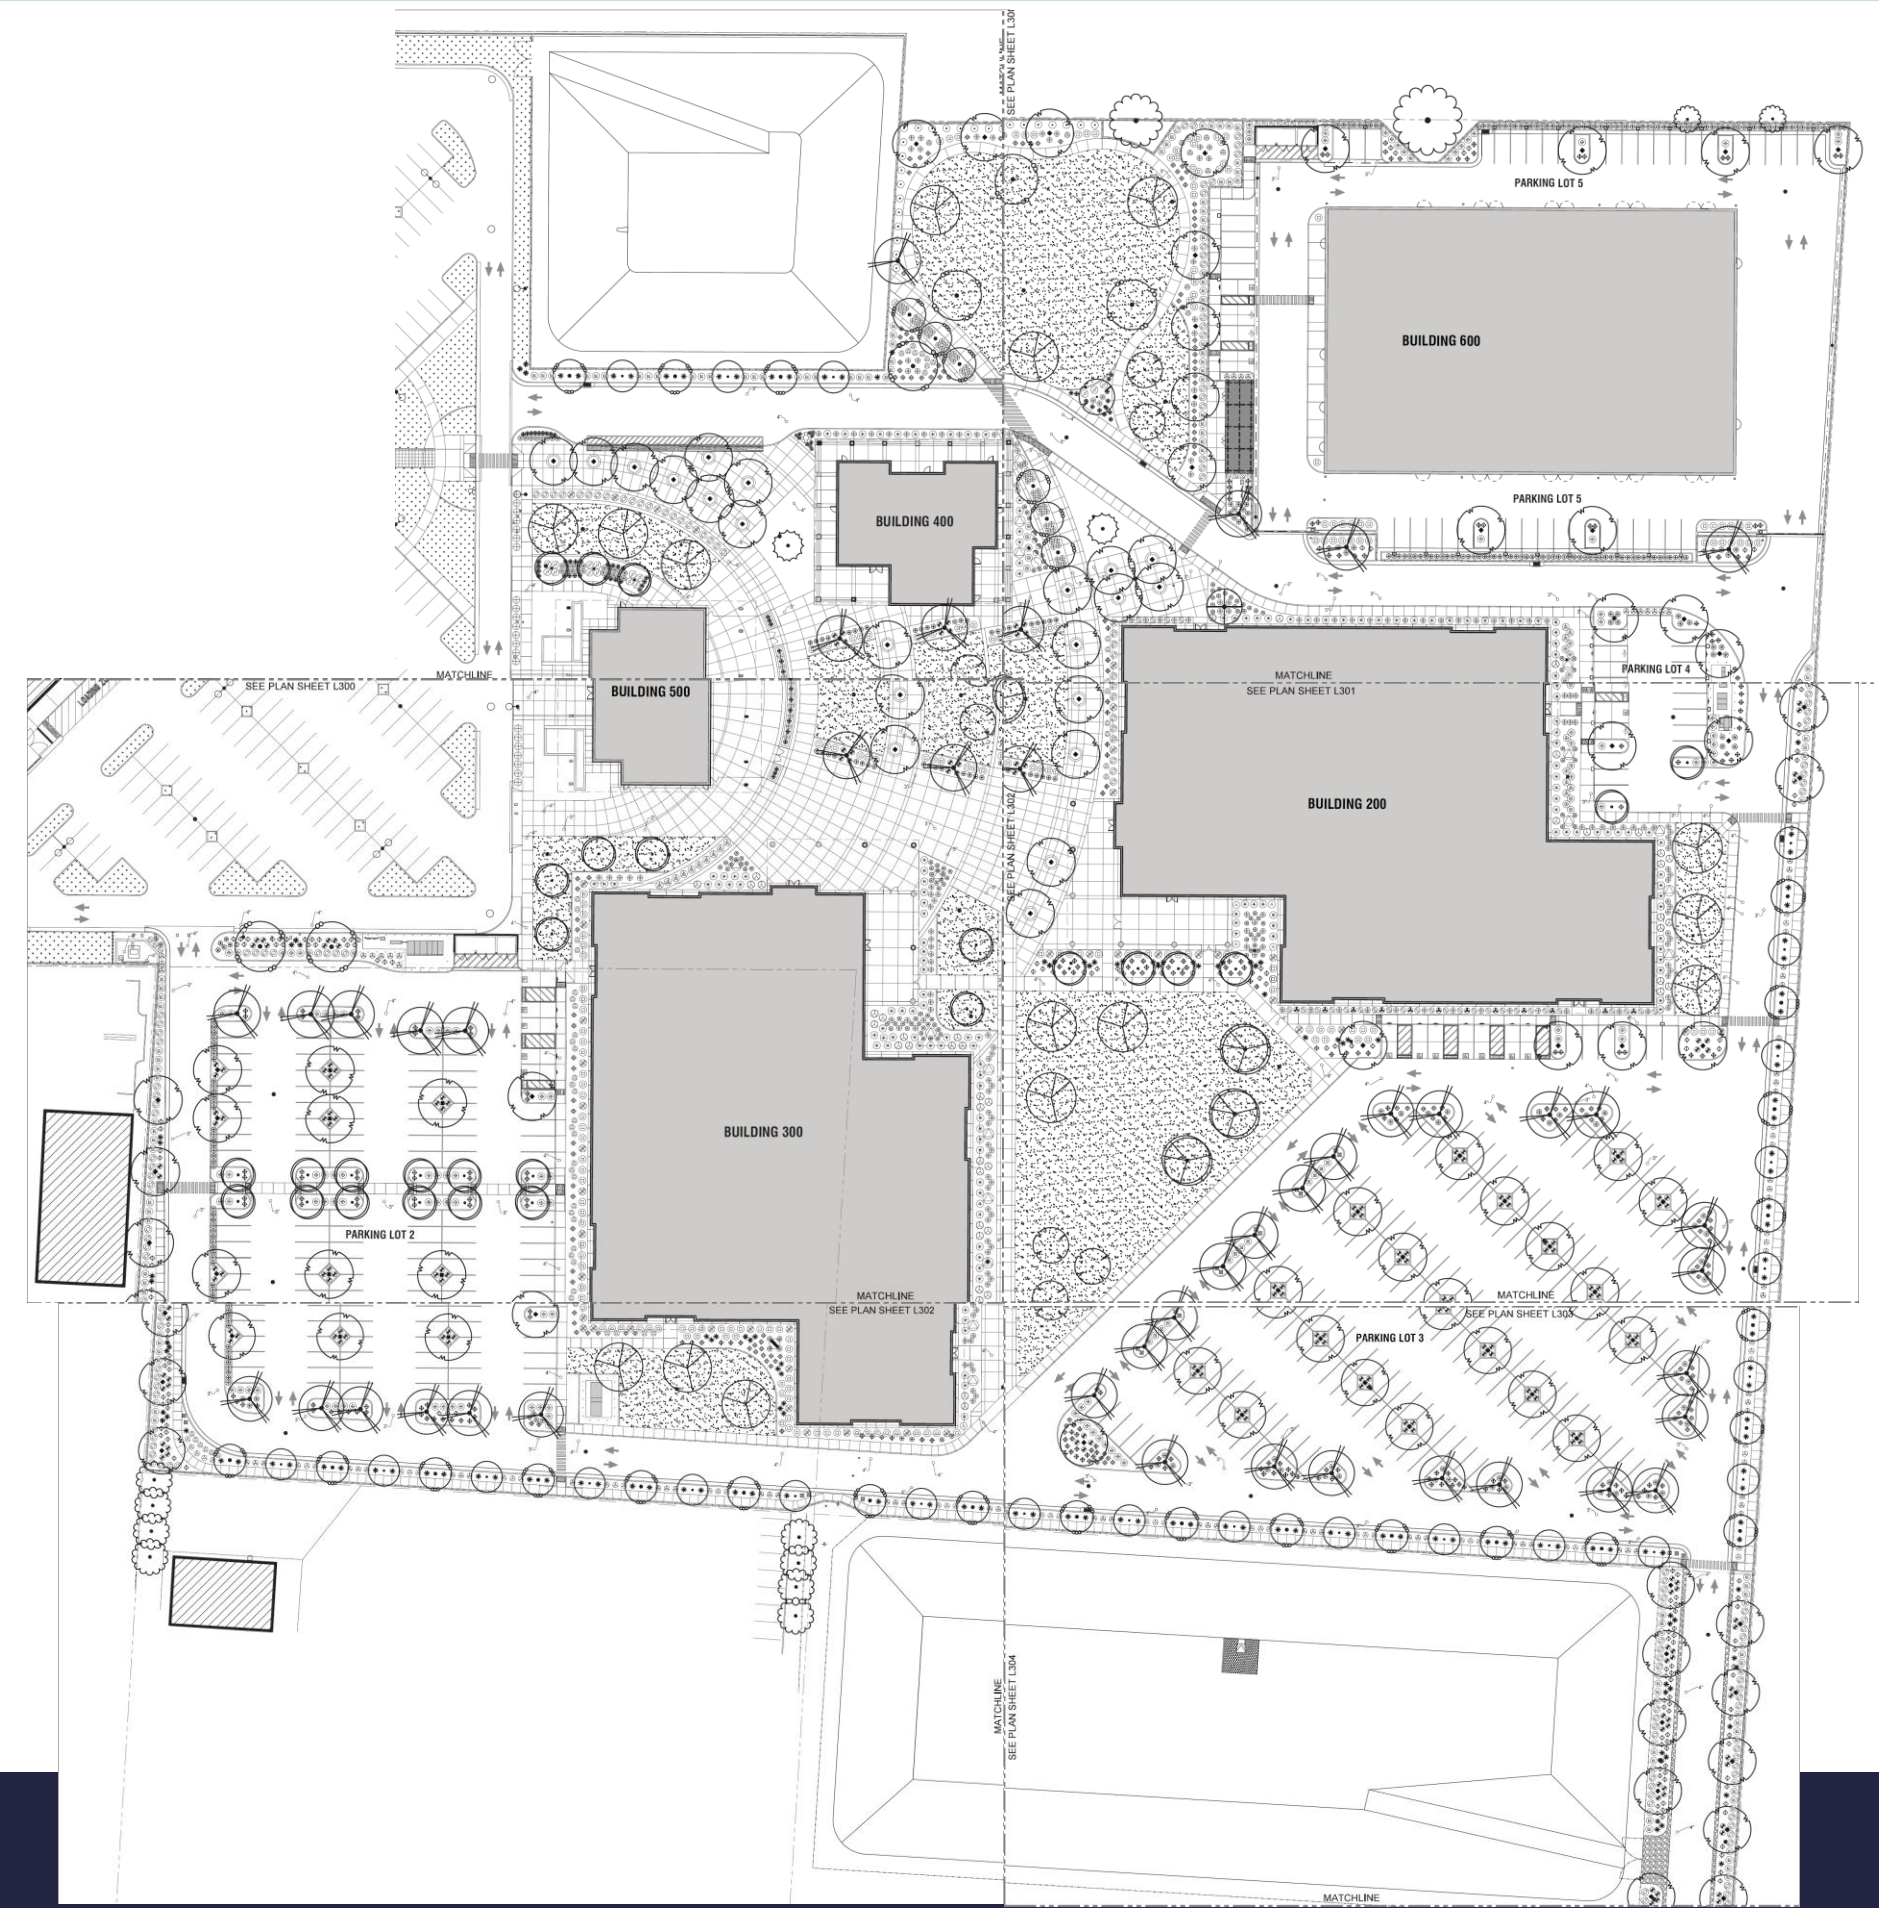 MATCHLINE
SEE PLAN SHEET L300
PARKING LOT 5
BUILDING 600
PARKING LOT 5
BUILDING 400
PARKING LOT 4
MATCHLINE
SEE PLAN SHEET L300
BUILDING 500
MATCHLINE
SEE PLAN SHEET L301
LOADING
BUILDING 200
SEE PLAN SHEET L302
BUILDING 300
PARKING LOT 2
MATCHLINE
SEE PLAN SHEET L302
MATCHLINE
SEE PLAN SHEET L303
PARKING LOT 3
MATCHLINE
SEE PLAN SHEET L304
MATCHLINE